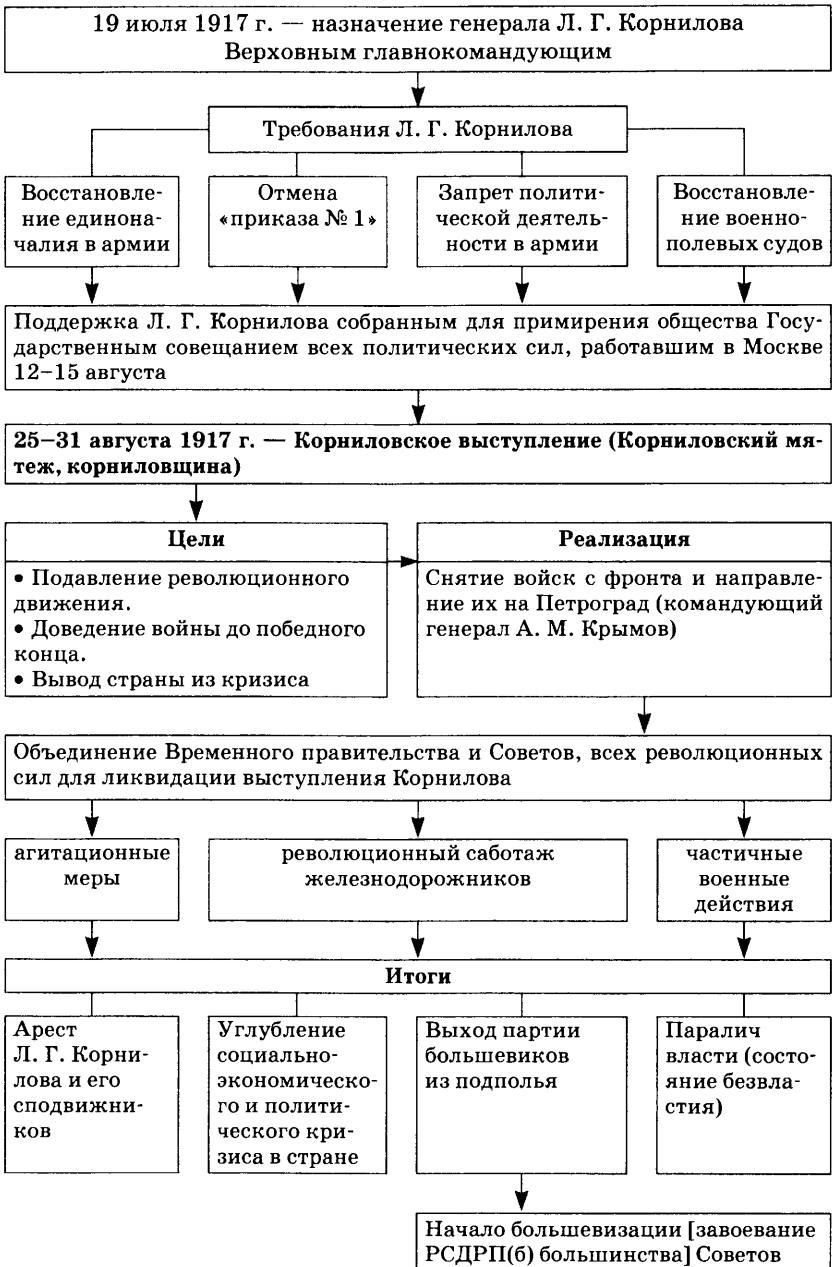 19 июля 1917 г. — назначение генерала Л. Г. Корнилова
Верховным главнокомандующим
Требования Л. Г. Корнилова
Восстановле-
ние единона-
чалия в армии
Отмена
«приказа № 1»
Запрет полити-
ческой деятель-
ности в армии
Восстановле-
ние военно-
полевых судов
Поддержка Л. Г. Корнилова собранным для примирения общества Госу-
дарственным совещанием всех политических сил, работавшим в Москве
12–15 августа
25–31 августа 1917 г. — Корниловское выступление (Корниловский мя-
теж, корниловщина)
Цели
• Подавление революционного
движения.
• Доведение войны до победного
конца.
• Вывод страны из кризиса
Реализация
Снятие войск с фронта и направле-
ние их на Петроград (командующий
генерал А. М. Крымов)
Объединение Временного правительства и Советов, всех революционных
сил для ликвидации выступления Корнилова
агитационные
меры
революционный саботаж
железнодорожников
частичные
военные
действия
Итоги
Арест
Л. Г. Корни-
лова и его
сподвижни-
ков
Углубление
социально-
экономическо-
го и полити-
ческого кри-
зиса в стране
Выход партии
большевиков
из подполья
Паралич
власти (состо-
яние безвла-
стия)
Начало большевизации [завоевание
РСДРП(б) большинства] Советов